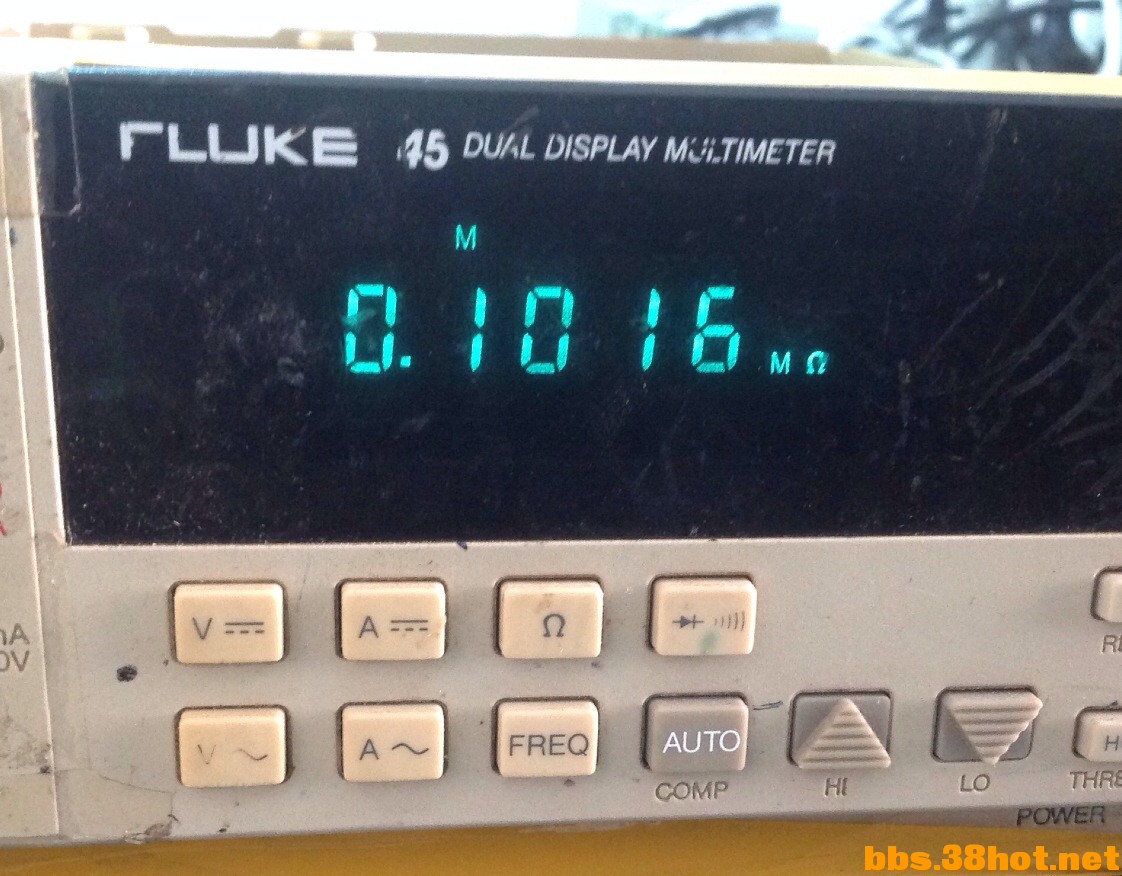 FLUKE 45 DUAL DISPLAY MULTIMETER
M
0.1016 MΩ
V A Ω
V A FREQ AUTO
COMP HI LO
POWER
bbs.38hot.net